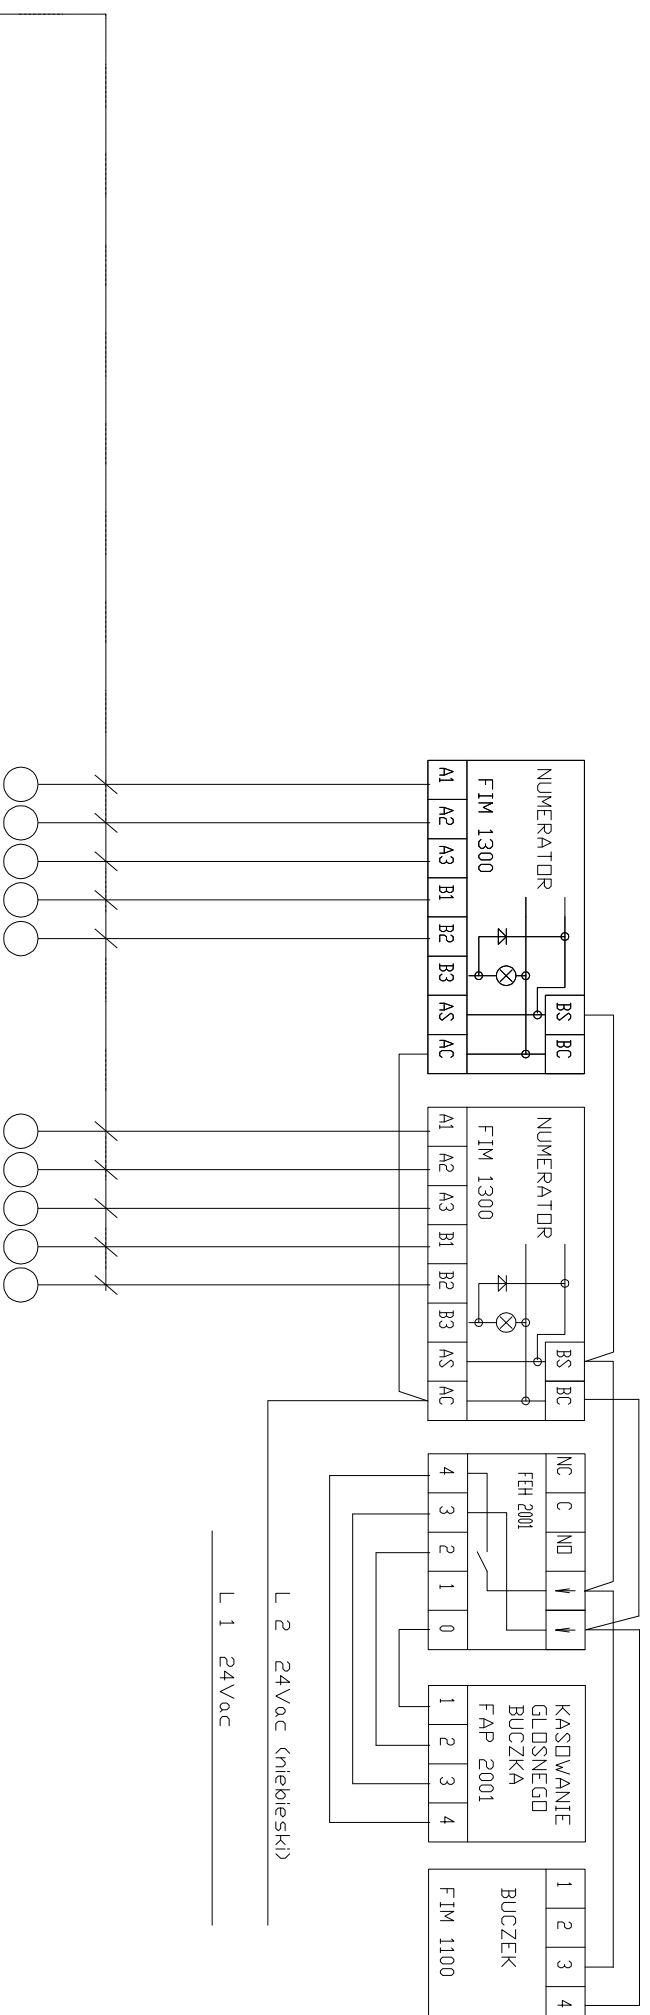 NUMERATOR
FIM 1300
A1 A2 A3 B1 B2 B3 AS AC
BS BC
NUMERATOR
FIM 1300
A1 A2 A3 B1 B2 B3 AS AC
BS BC
NC C NO
FEH 2001
4 3 2 1 0
KASOWANIE
GLOSNEGO
BUCZKA
FAP 2001
1 2 3 4
1 2 3 4
BUCZEK
FIM 1100
L 2 24Vac (niebieski)
L 1 24Vac